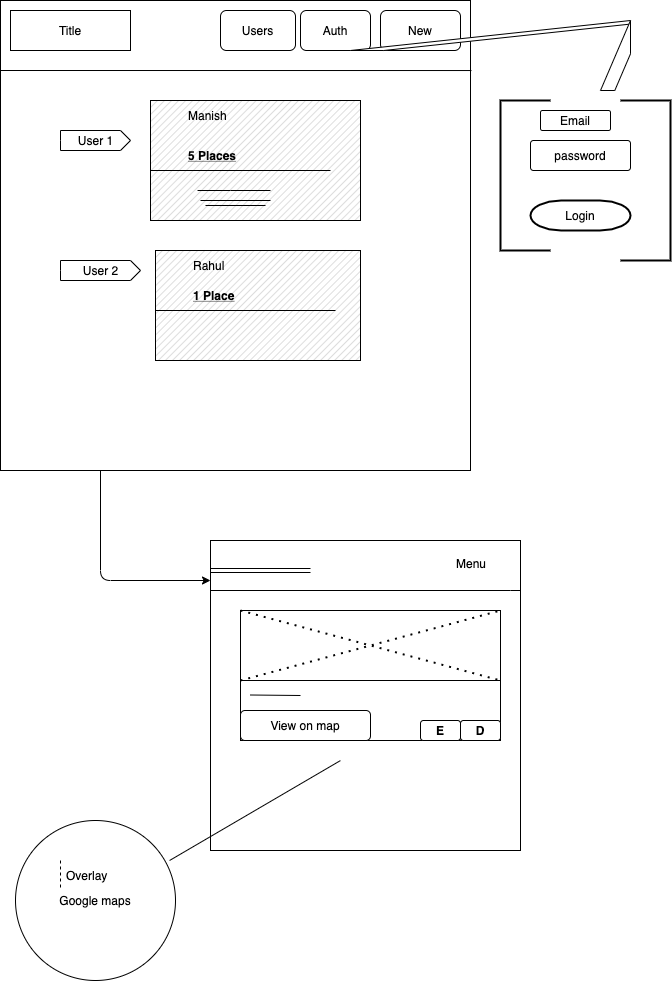 Title
Users
Auth
New
User 1
Manish
5 Places
User 2
Rahul
1 Place
Email
password
Login
Menu
View on map
E
D
Overlay
Google maps